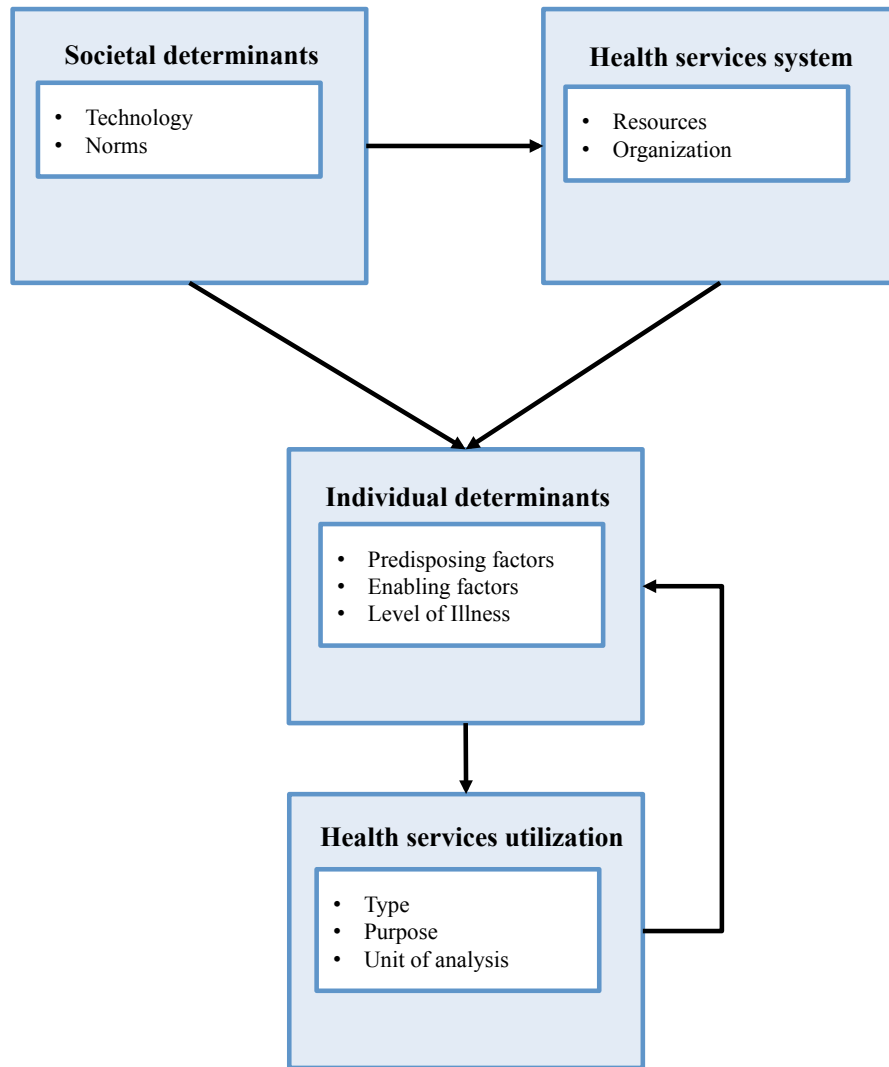 Societal determinants
• Technology
• Norms
Health services system
• Resources
• Organization
Individual determinants
• Predisposing factors
• Enabling factors
• Level of Illness
Health services utilization
• Type
• Purpose
• Unit of analysis